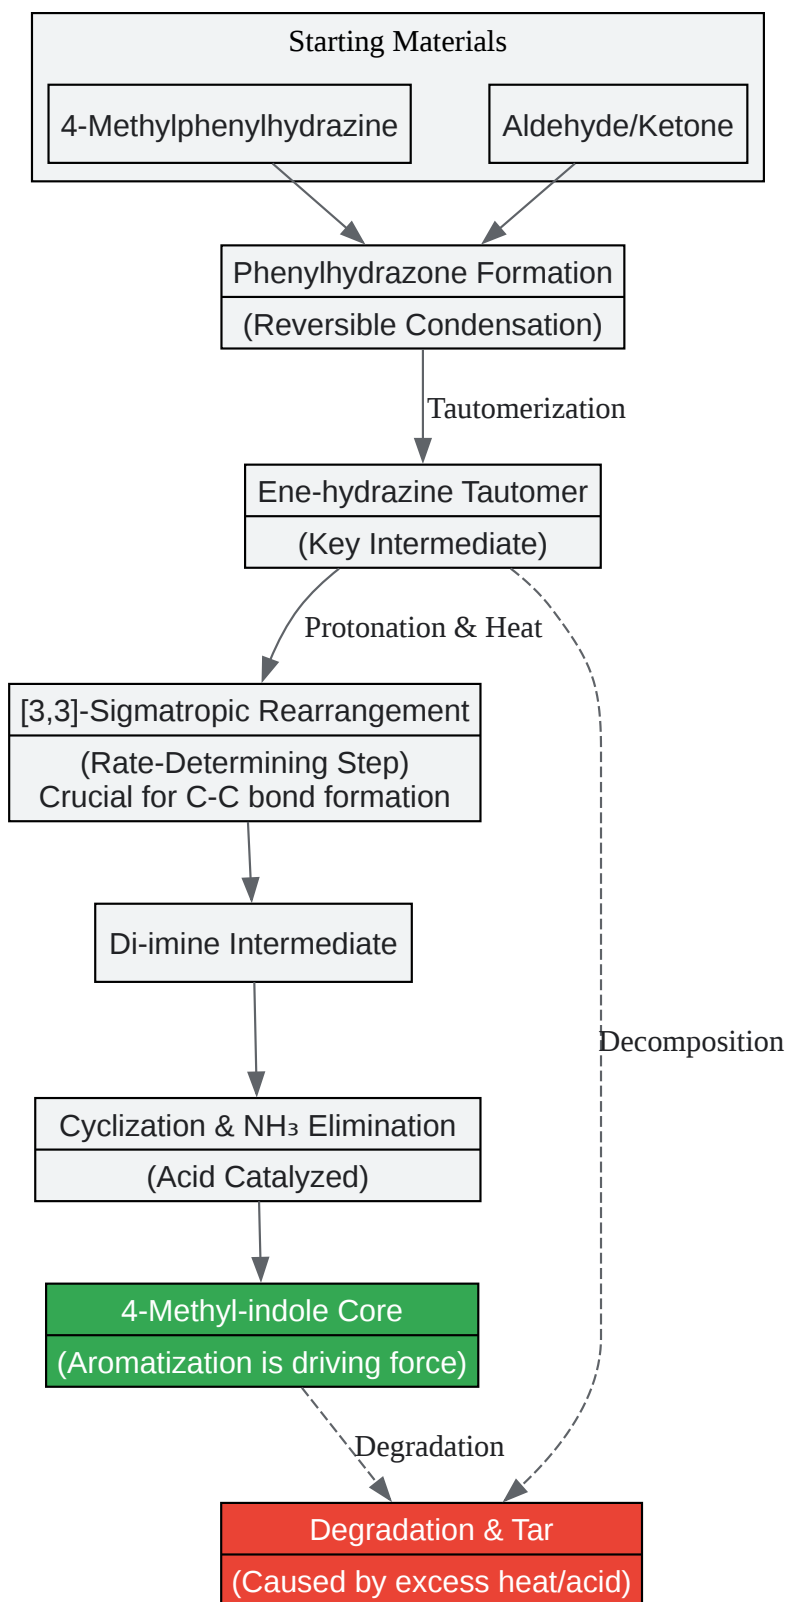 Starting Materials
4-Methylphenylhydrazine
Aldehyde/Ketone
Phenylhydrazone Formation
(Reversible Condensation)
Tautomerization
Ene-hydrazine Tautomer
(Key Intermediate)
Protonation & Heat
[3,3]-Sigmatropic Rearrangement
(Rate-Determining Step)
Crucial for C-C bond formation
Di-imine Intermediate
Decomposition
Cyclization & NH₃ Elimination
(Acid Catalyzed)
4-Methyl-indole Core
(Aromatization is driving force)
Degradation
Degradation & Tar
(Caused by excess heat/acid)